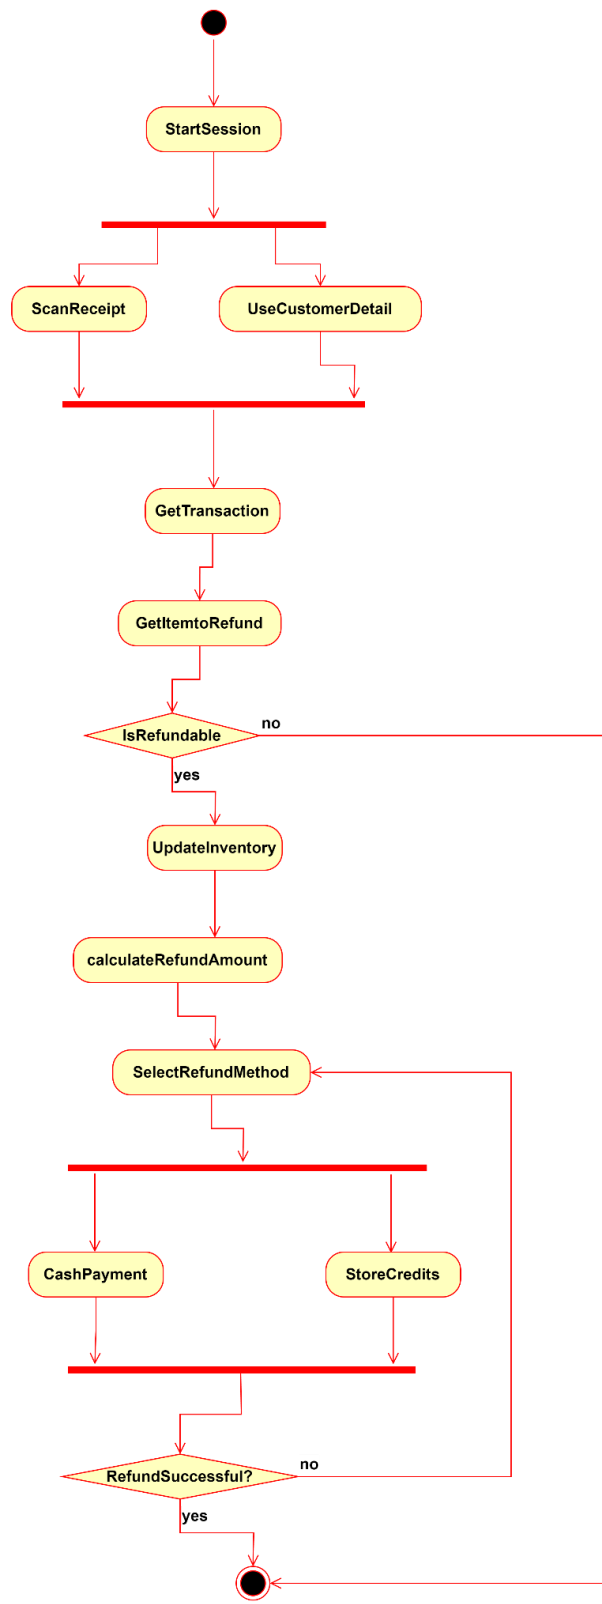 StartSession
ScanReceipt
UseCustomerDetail
GetTransaction
GetItemtoRefund
IsRefundable
no
yes
UpdateInventory
calculateRefundAmount
SelectRefundMethod
CashPayment
StoreCredits
RefundSuccessful?
no
yes